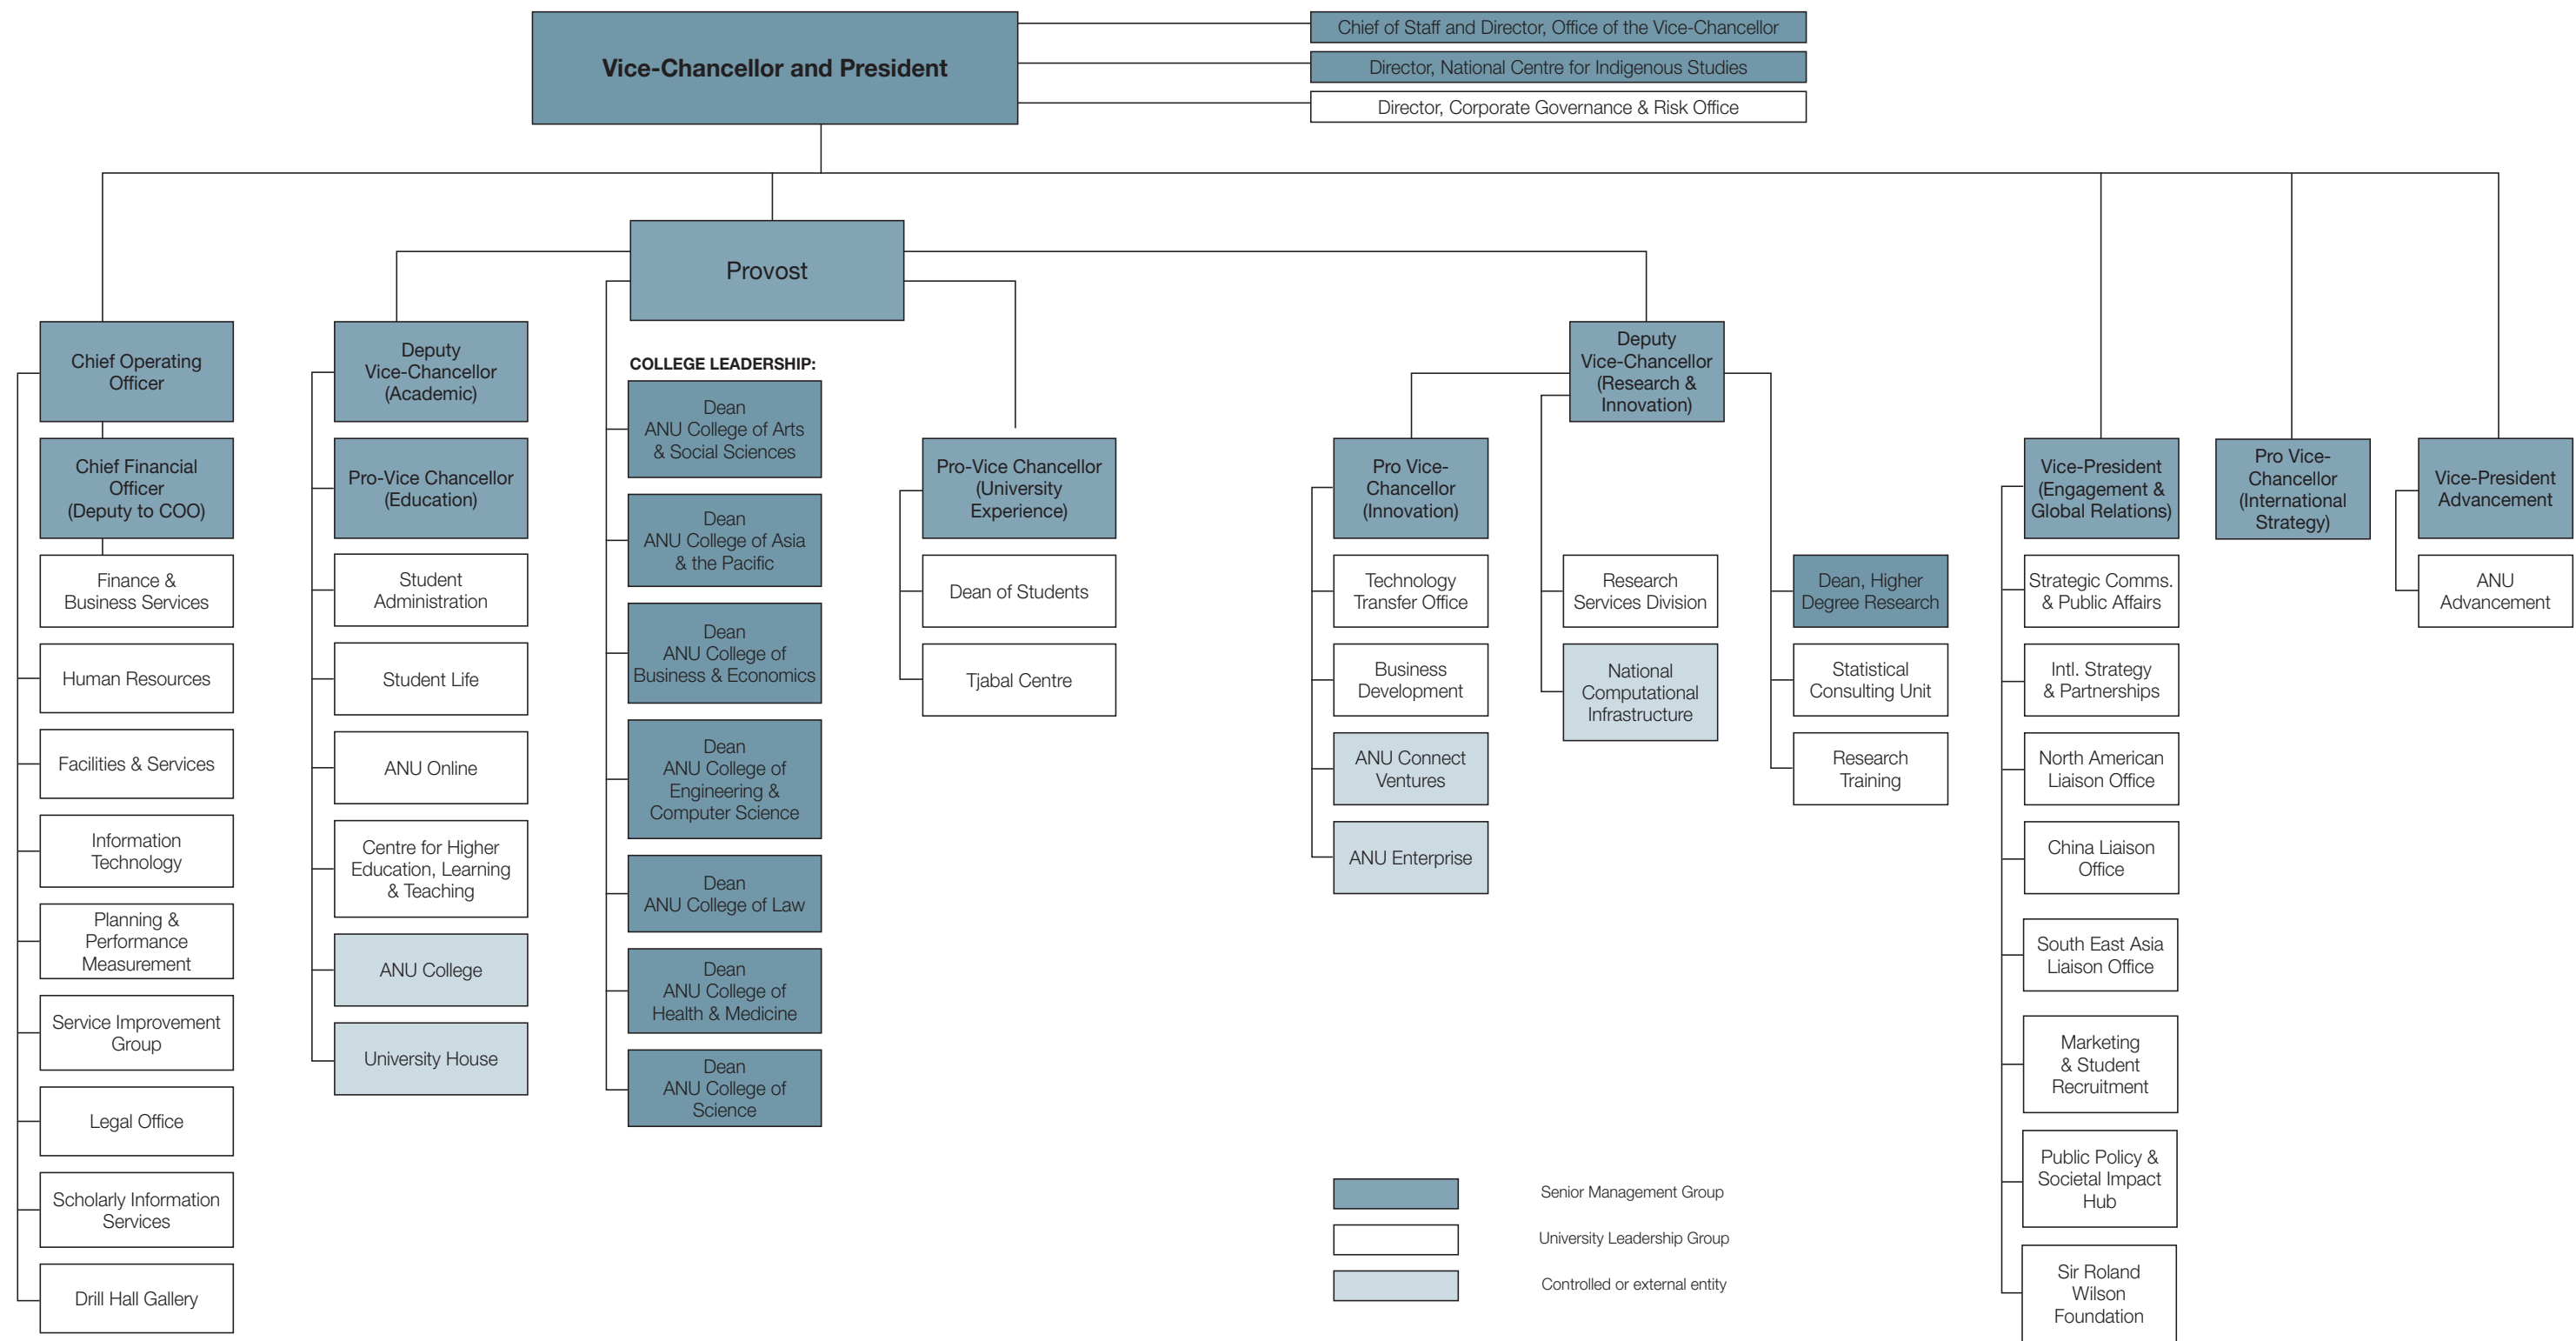 Vice-Chancellor and President
Chief of Staff and Director, Office of the Vice-Chancellor
Director, National Centre for Indigenous Studies
Director, Corporate Governance & Risk Office
Provost
Chief Operating
Officer
Chief Financial
Officer
(Deputy to COO)
Finance &
Business Services
Human Resources
Facilities & Services
Information
Technology
Planning &
Performance
Measurement
Service Improvement
Group
Legal Office
Scholarly Information
Services
Drill Hall Gallery
Deputy
Vice-Chancellor
(Academic)
Pro-Vice Chancellor
(Education)
Student
Administration
Student Life
ANU Online
Centre for Higher
Education, Learning
& Teaching
ANU College
University House
COLLEGE LEADERSHIP:
Dean
ANU College of Arts
& Social Sciences
Dean
ANU College of Asia
& the Pacific
Dean
ANU College of
Business & Economics
Dean
ANU College of
Engineering &
Computer Science
Dean
ANU College of Law
Dean
ANU College of
Health & Medicine
Dean
ANU College of
Science
Pro-Vice Chancellor
(University
Experience)
Dean of Students
Tjabal Centre
Deputy
Vice-Chancellor
(Research &
Innovation)
Pro Vice-
Chancellor
(Innovation)
Technology
Transfer Office
Business
Development
ANU Connect
Ventures
ANU Enterprise
Research
Services Division
National
Computational
Infrastructure
Dean, Higher
Degree Research
Statistical
Consulting Unit
Research
Training
Vice-President
(Engagement &
Global Relations)
Strategic Comms.
& Public Affairs
Intl. Strategy
& Partnerships
North American
Liaison Office
China Liaison
Office
South East Asia
Liaison Office
Marketing
& Student
Recruitment
Public Policy &
Societal Impact
Hub
Sir Roland
Wilson
Foundation
Pro Vice-
Chancellor
(International
Strategy)
Vice-President
Advancement
ANU
Advancement
Senior Management Group
University Leadership Group
Controlled or external entity